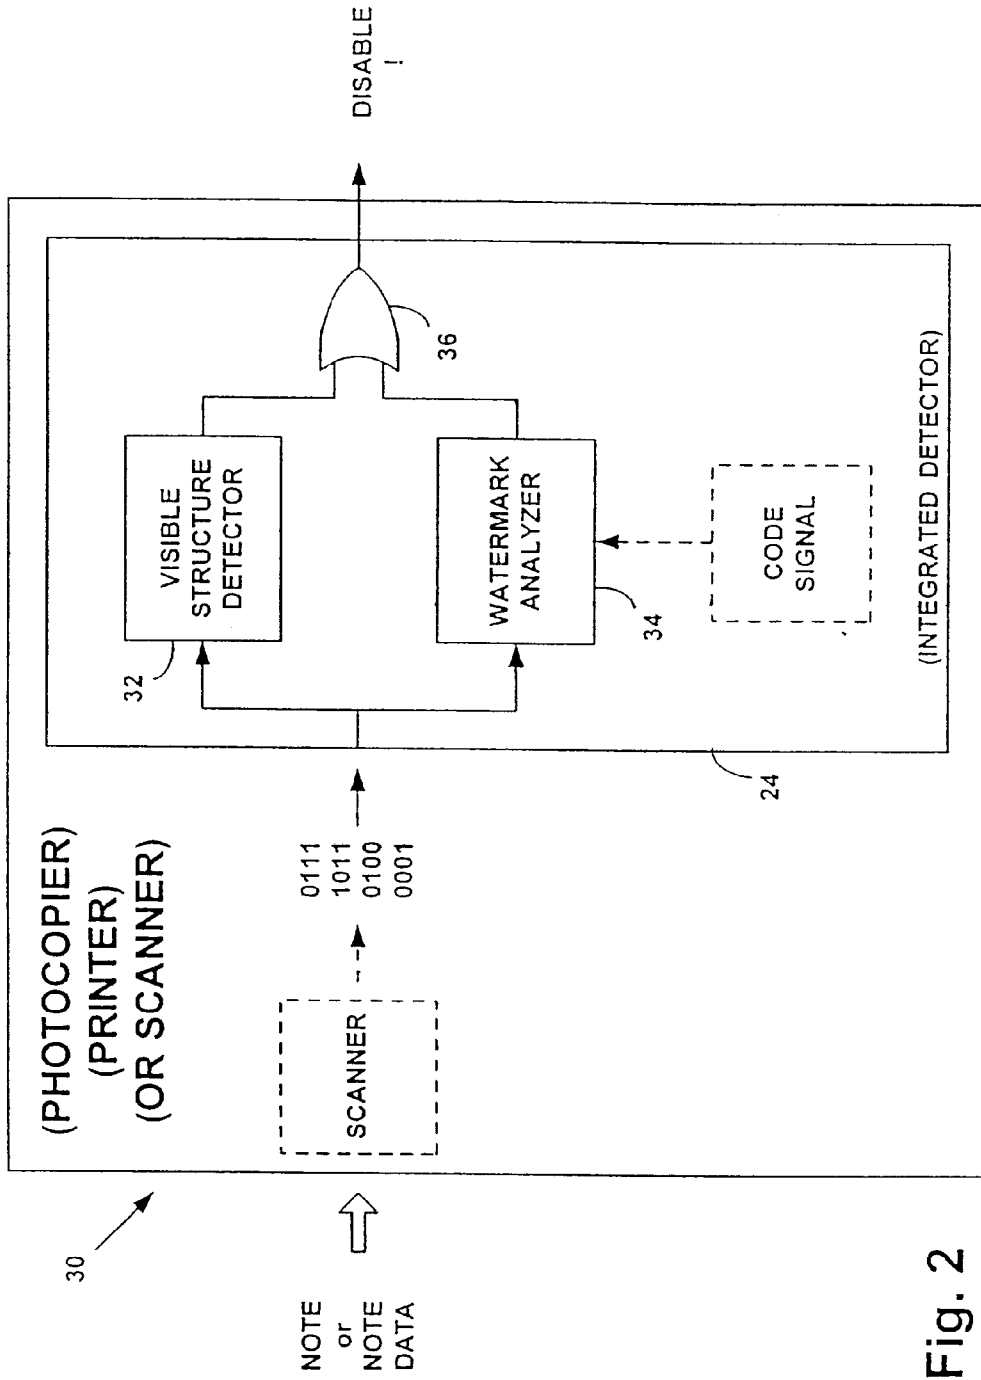 (PHOTOCOPIER)
(PRINTER)
(OR SCANNER)
30
NOTE
or
NOTE
DATA
SCANNER
0111
1011
0100
0001
32
VISIBLE
STRUCTURE
DETECTOR
34
WATERMARK
ANALYZER
CODE
SIGNAL
36
DISABLE
!
24
(INTEGRATED DETECTOR)
Fig. 2